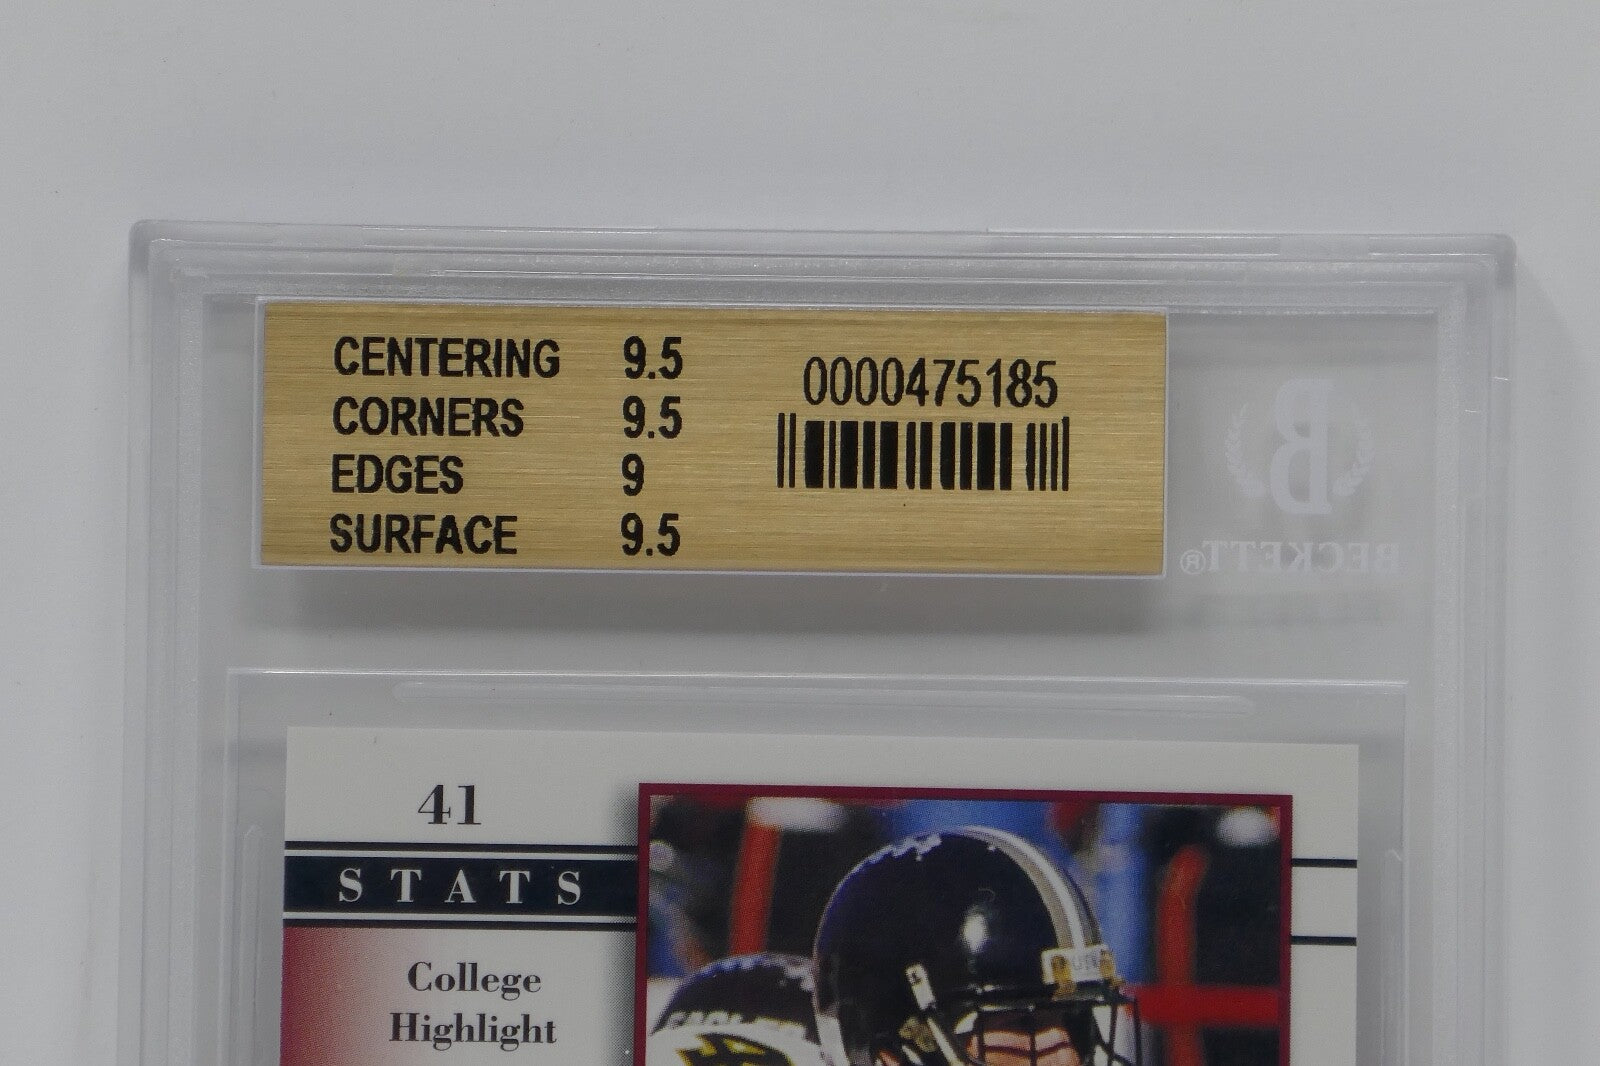 CENTERING 9.5
CORNERS 9.5
EDGES 9
SURFACE 9.5
0000475185
B
BECKETT®
41
STATS
College
Highlight